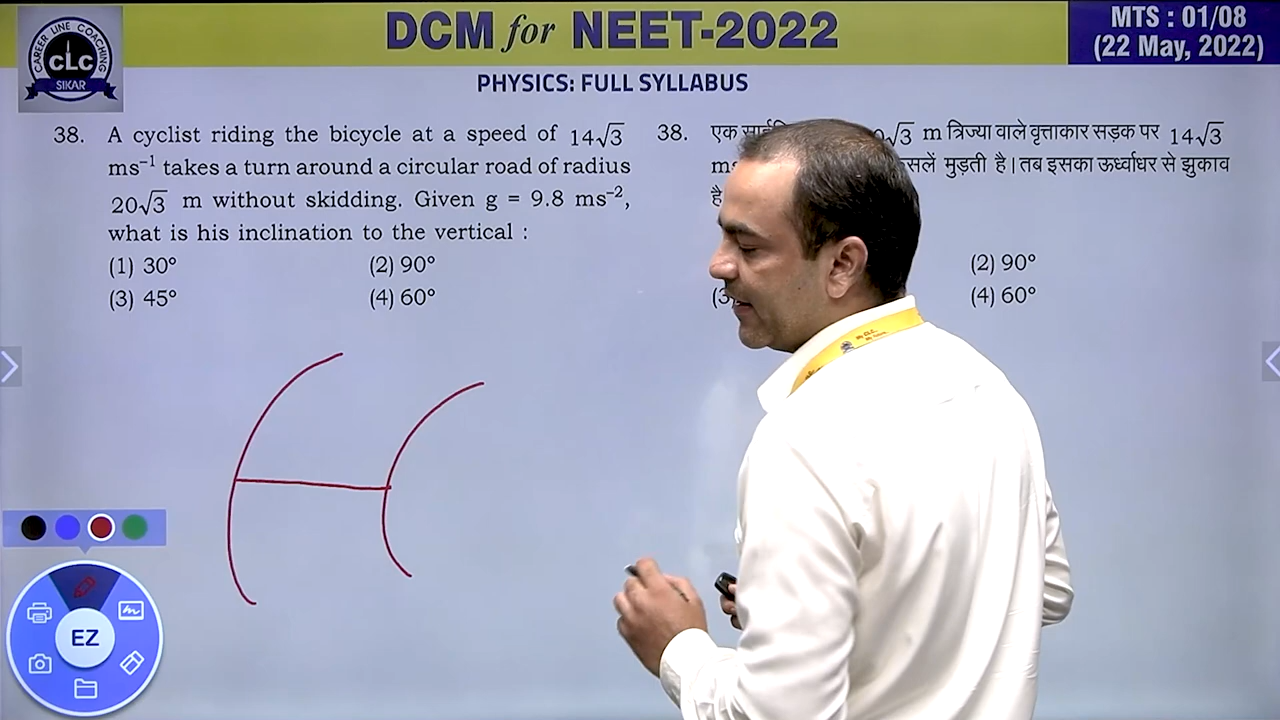 DCM for NEET-2022
MTS : 01/08
(22 May, 2022)
CAREER LINE COACHING
CLC
SIKAR
PHYSICS: FULL SYLLABUS
38. A cyclist riding the bicycle at a speed of 14√3
ms⁻¹ takes a turn around a circular road of radius
20√3 m without skidding. Given g = 9.8 ms⁻²,
what is his inclination to the vertical :
(1) 30° (2) 90°
(3) 45° (4) 60°
38. एक √3 m त्रिज्या वाले वृत्ताकार सड़क पर 14√3
मुड़ती है। तब इसका ऊर्ध्वाधर से झुकाव
है
(2) 90°
(3 (4) 60°
EZ